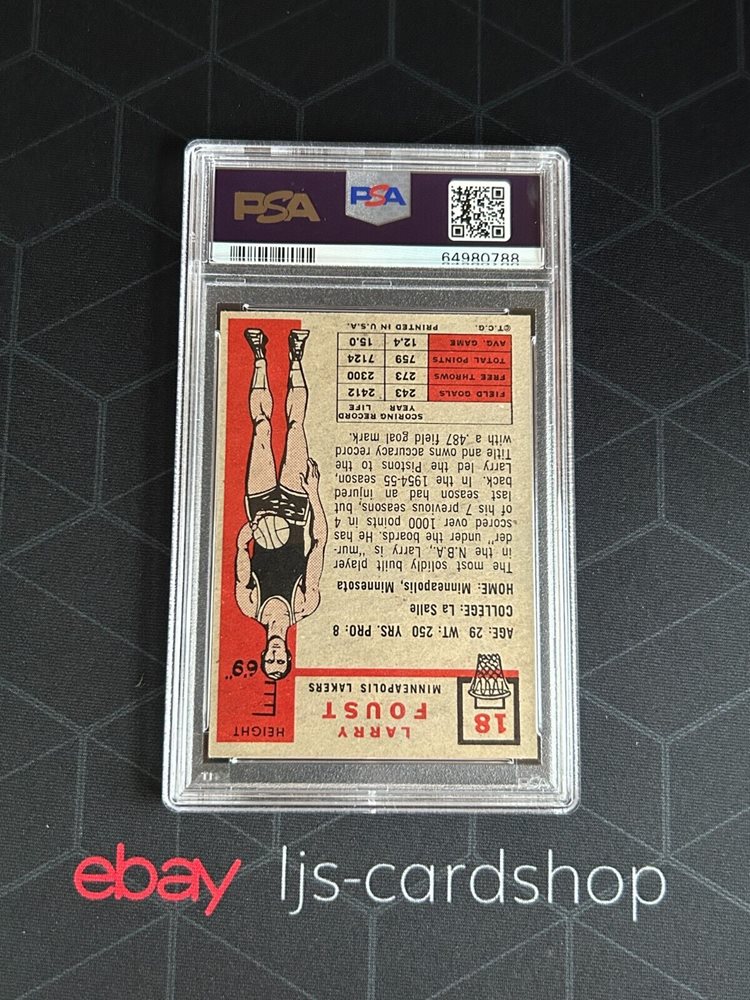 PSA
PSA
64980788
18
LARRY
FOUST
MINNEAPOLIS LAKERS
HEIGHT
6'9"
AGE: 29 WT: 250 YRS. PRO: 8
COLLEGE: La Salle
HOME: Minneapolis, Minnesota
The most solidly built player
in the N.B.A., Larry is "mur-
der" under the boards. He has
scored over 1000 points in 4
of his 7 previous seasons, but
last season had an injured
back. In the 1954-55 season,
Larry led the Pistons to the
Title and owns accuracy record
with a .487 field goal mark.
SCORING RECORD
YEAR LIFE
FIELD GOALS 243 2412
FREE THROWS 273 2300
TOTAL POINTS 759 7124
AVG. GAME 12.4 15.0
©T.C.G. PRINTED IN U.S.A.
PSA
ebay ljs-cardshop